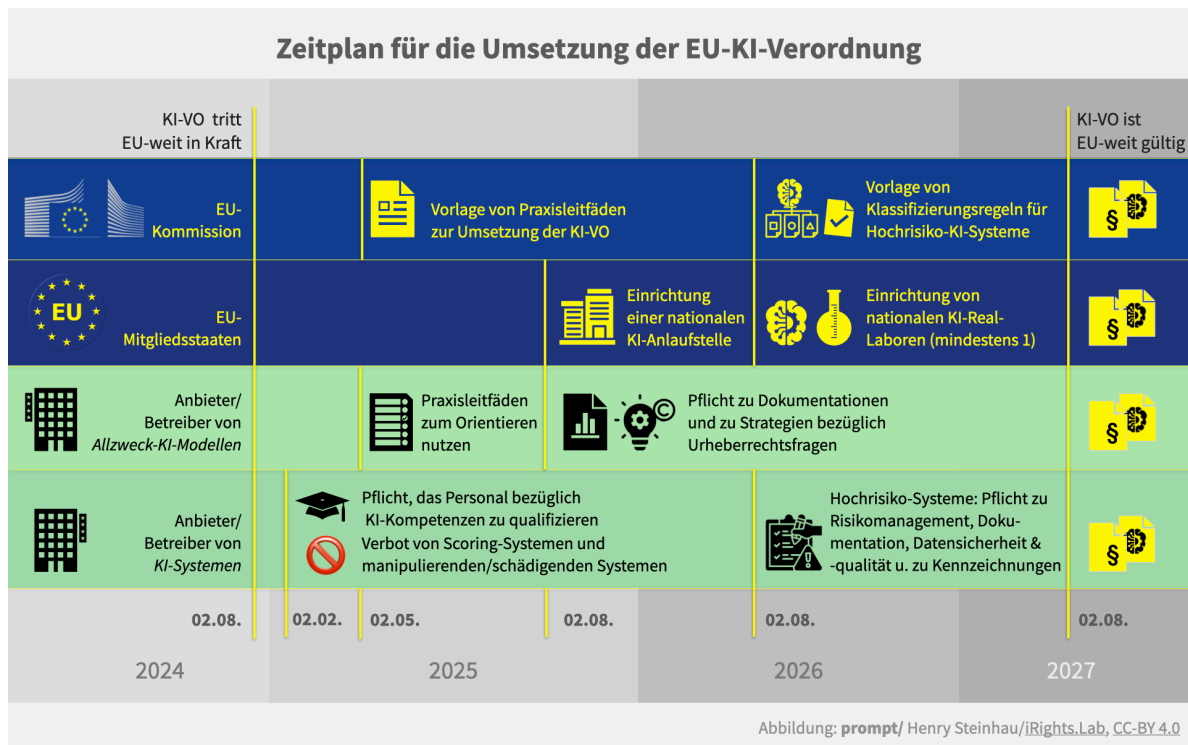 Zeitplan für die Umsetzung der EU-KI-Verordnung
KI-VO tritt
EU-weit in Kraft
KI-VO ist
EU-weit gültig
EU-
Kommission
Vorlage von Praxisleitfäden
zur Umsetzung der KI-VO
Vorlage von
Klassifizierungsregeln für
Hochrisiko-KI-Systeme
§
EU
EU-
Mitgliedsstaaten
Einrichtung
einer nationalen
KI-Anlaufstelle
Einrichtung von
nationalen KI-Real-
Laboren (mindestens 1)
§
Anbieter/
Betreiber von
Allzweck-KI-Modellen
Praxisleitfäden
zum Orientieren
nutzen
©
Pflicht zu Dokumentationen
und zu Strategien bezüglich
Urheberrechtsfragen
§
Anbieter/
Betreiber von
KI-Systemen
Pflicht, das Personal bezüglich
KI-Kompetenzen zu qualifizieren
Verbot von Scoring-Systemen und
manipulierenden/schädigenden Systemen
Hochrisiko-Systeme: Pflicht zu
Risikomanagement, Doku-
mentation, Datensicherheit &
-qualität u. zu Kennzeichnungen
§
02.08.
02.02.
02.05.
02.08.
02.08.
02.08.
2024
2025
2026
2027
Abbildung: prompt/ Henry Steinhau/iRights.Lab, CC-BY 4.0